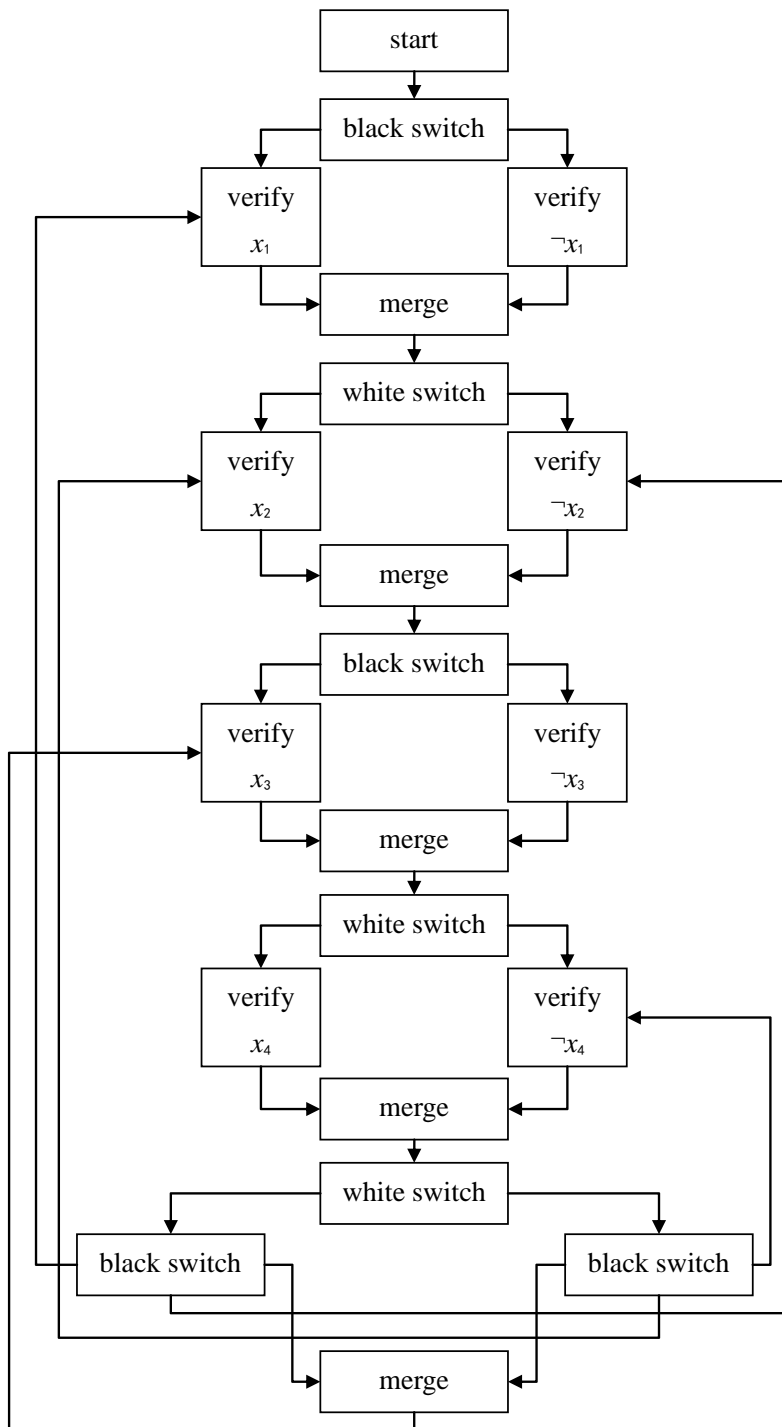 start
black switch
verify
x₁
verify
¬x₁
merge
white switch
verify
x₂
verify
¬x₂
merge
black switch
verify
x₃
verify
¬x₃
merge
white switch
verify
x₄
verify
¬x₄
merge
white switch
black switch
black switch
merge